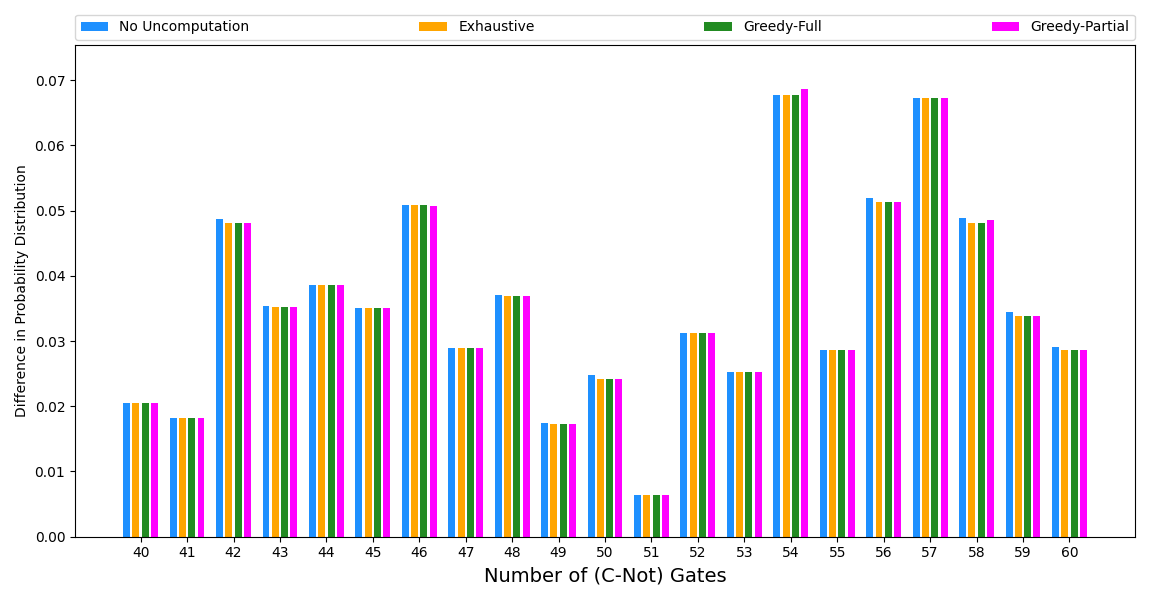 No Uncomputation Exhaustive Greedy-Full Greedy-Partial
Difference in Probability Distribution
0.07
0.06
0.05
0.04
0.03
0.02
0.01
0.00
40 41 42 43 44 45 46 47 48 49 50 51 52 53 54 55 56 57 58 59 60
Number of (C-Not) Gates